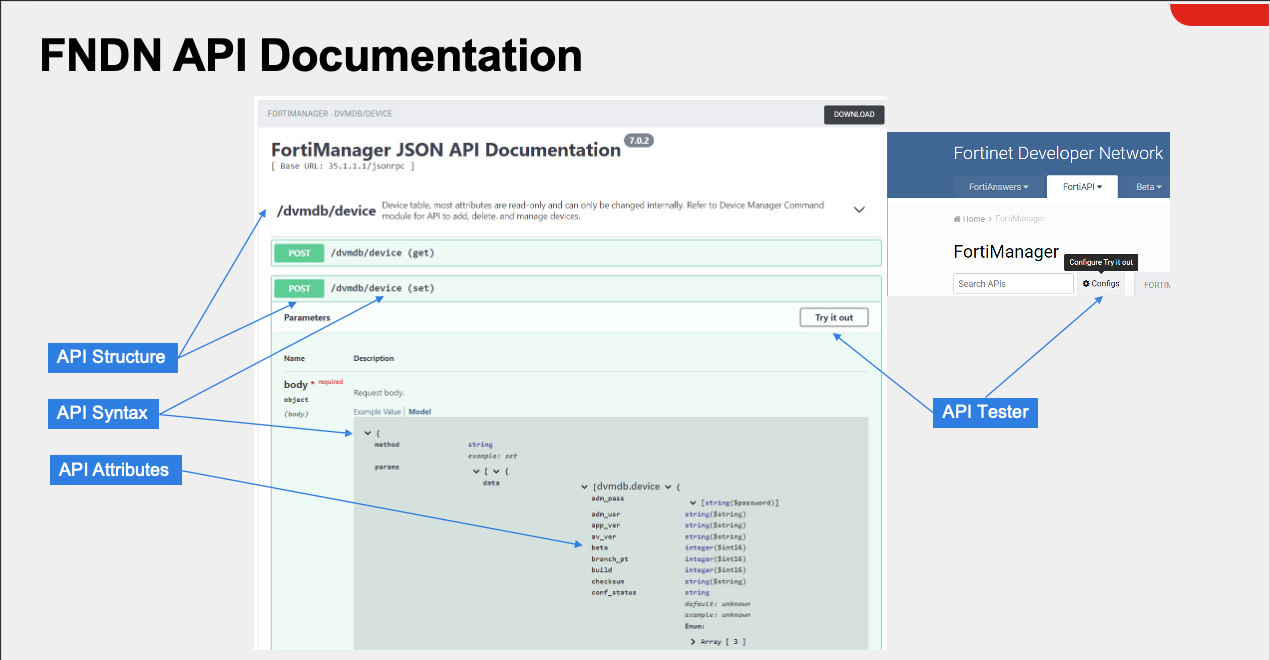 FNDN API Documentation
FORTIMANAGER - DVMDB/DEVICE
DOWNLOAD
FortiManager JSON API Documentation 7.0.2
[ Base URL: 35.1.1.1/jsonrpc ]
/dvmdb/device
Device table, most attributes are read-only and can only be changed internally. Refer to Device Manager Command
module for API to add, delete, and manage devices.
POST /dvmdb/device (get)
POST /dvmdb/device (set)
Parameters
Try it out
Name Description
body * required
object
(body)
Request body.
Example Value | Model
{
method string
example: set
params
[ {
data
[dvmdb.device {
adm_pass
[string($password)]
adm_usr string($string)
app_ver string($string)
av_ver string($string)
beta integer($int16)
branch_pt integer($int16)
build integer($int16)
checksum string($string)
conf_status string
default: unknown
example: unknown
Enum:
Array [ 3 ]
API Structure
API Syntax
API Attributes
Fortinet Developer Network
FortiAnswers FortiAPI Beta
Home > FortiManager
FortiManager
Configure Try it out
Search APIs
Configs
FORTIM
API Tester